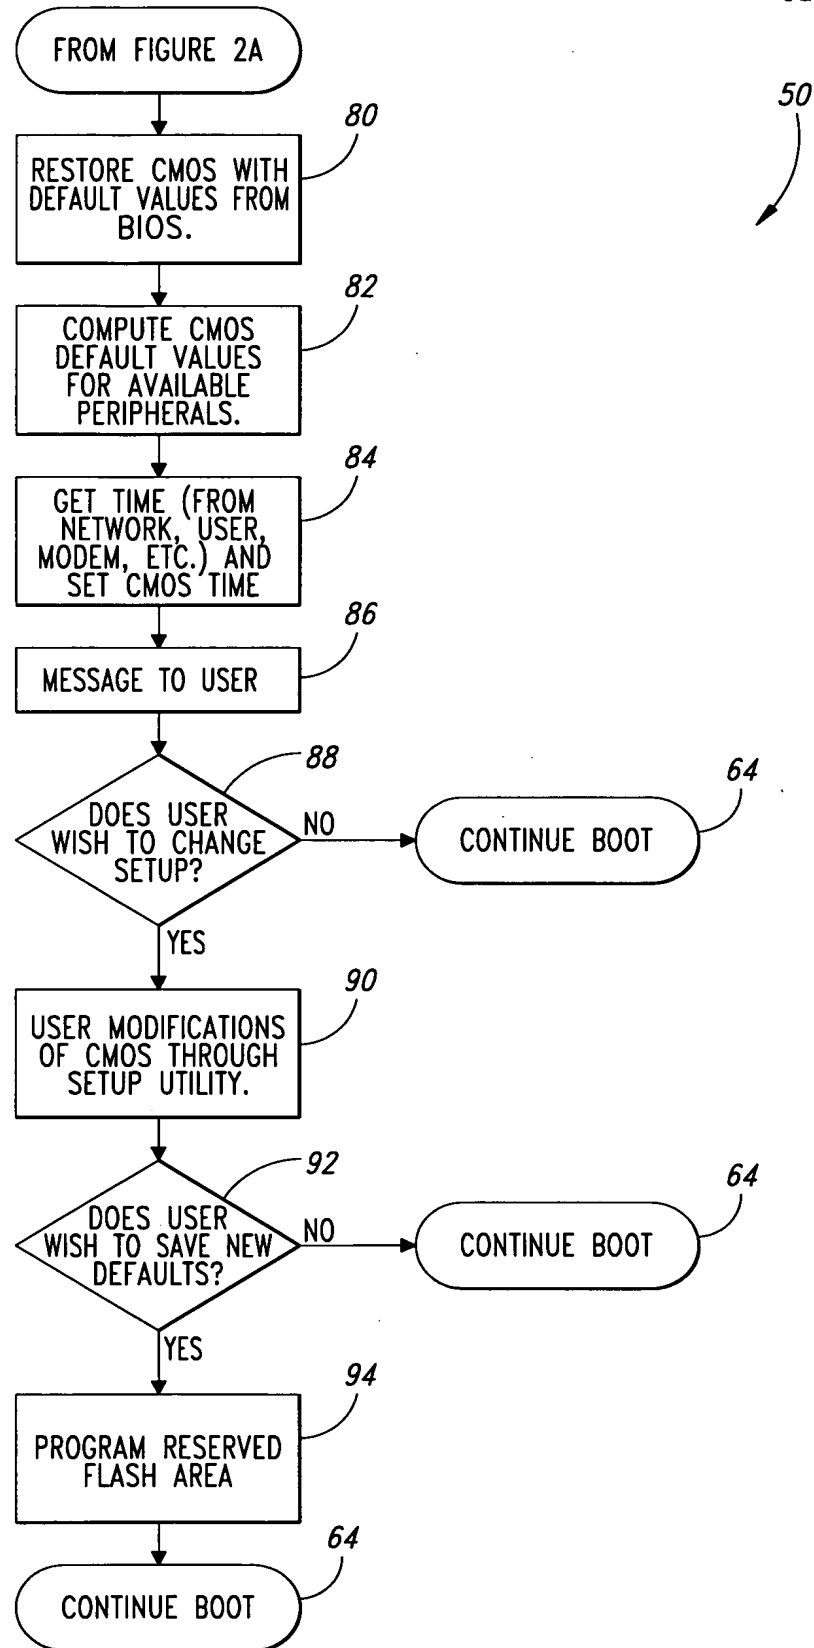 FROM FIGURE 2A
50
80
RESTORE CMOS WITH
DEFAULT VALUES FROM
BIOS.
82
COMPUTE CMOS
DEFAULT VALUES
FOR AVAILABLE
PERIPHERALS.
84
GET TIME (FROM
NETWORK, USER,
MODEM, ETC.) AND
SET CMOS TIME
86
MESSAGE TO USER
88
DOES USER
WISH TO CHANGE
SETUP?
NO
64
CONTINUE BOOT
YES
90
USER MODIFICATIONS
OF CMOS THROUGH
SETUP UTILITY.
92
DOES USER
WISH TO SAVE NEW
DEFAULTS?
NO
64
CONTINUE BOOT
YES
94
PROGRAM RESERVED
FLASH AREA
64
CONTINUE BOOT